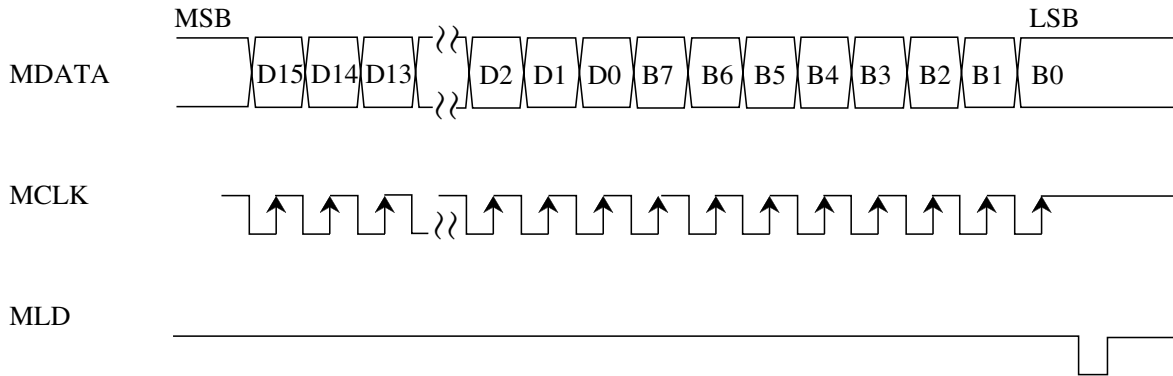 MSB LSB
MDATA D15 D14 D13 D2 D1 D0 B7 B6 B5 B4 B3 B2 B1 B0
MCLK
MLD